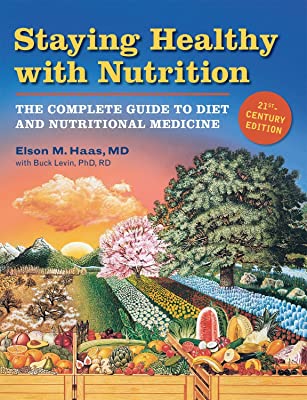 Staying Healthy
with Nutrition
THE COMPLETE GUIDE TO DIET
AND NUTRITIONAL MEDICINE
21ST-
CENTURY
EDITION
Elson M. Haas, MD
with Buck Levin, PhD, RD